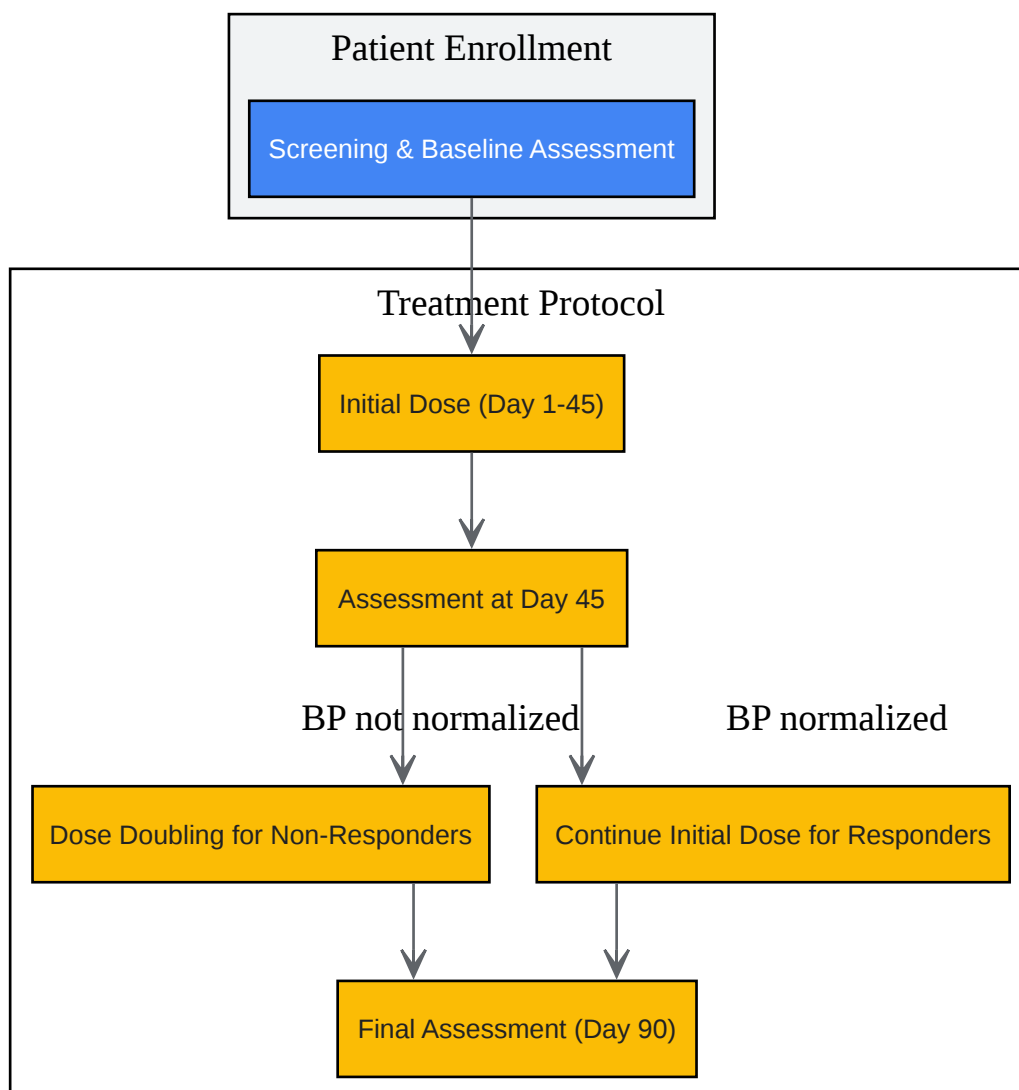 Patient Enrollment
Screening & Baseline Assessment
Treatment Protocol
Initial Dose (Day 1-45)
Assessment at Day 45
BP not normalized
BP normalized
Dose Doubling for Non-Responders
Continue Initial Dose for Responders
Final Assessment (Day 90)